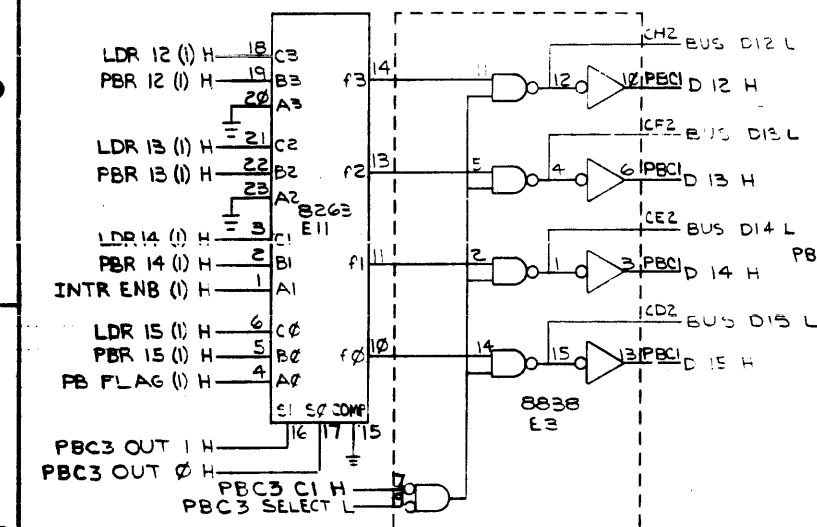 LDR 12 (1) H 18 C3
PBR 12 (1) H 19 B3
20 A3
LDR 13 (1) H 21 C2
PBR 13 (1) H 22 B2
23 A2
8263
E11
LDR 14 (1) H 3 C1
PBR 14 (1) H 2 B1
INTR ENB (1) H 1 A1
LDR 15 (1) H 6 CØ
PBR 15 (1) H 5 BØ
PB FLAG (1) H 4 AØ
S1 SØ COMP
16 17 15
PBC3 OUT 1 H
PBC3 OUT Ø H
PBC3 C1 H
PBC3 SELECT L
f3 14 11 12 10 PBC1 D 12 H
CH2 BUS D12 L
f2 13 5 4 6 PBC1 D 13 H
CF2 BUS D13 L
f1 11 2 1 3 PBC1 D 14 H
CE2 BUS D14 L
PB
fØ 1Ø 14 15 13 PBC1 D 15 H
CD2 BUS D15 L
8838
E3